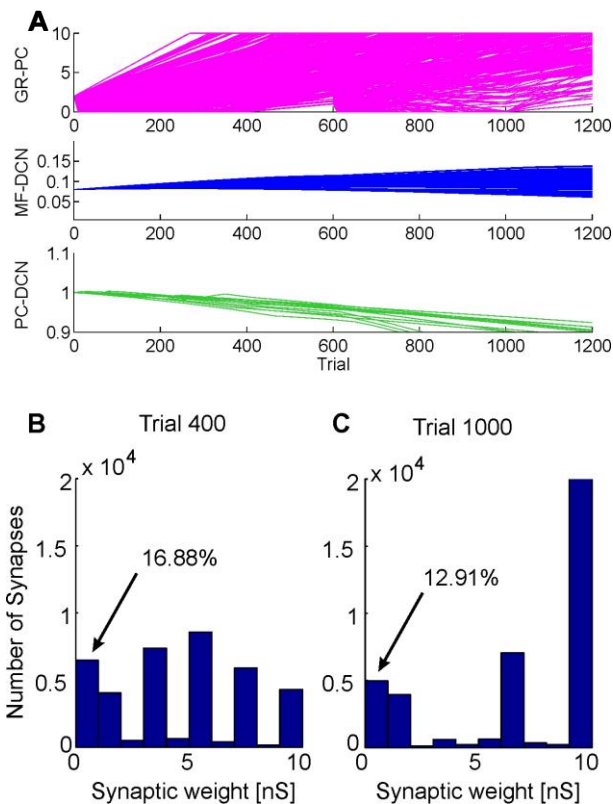 A
GR-PC
10
5
0
0 200 400 600 800 1000 1200
MF-DCN
0.15
0.1
0.05
0 200 400 600 800 1000 1200
PC-DCN
1.1
1
0.9
0 200 400 600 800 1000 1200
Trial
B Trial 400
C Trial 1000
x 10^4
x 10^4
Number of Synapses
2
1.5
1
0.5
0
0 5 10
16.88%
Synaptic weight [nS]
2
1.5
1
0.5
0
0 5 10
12.91%
Synaptic weight [nS]